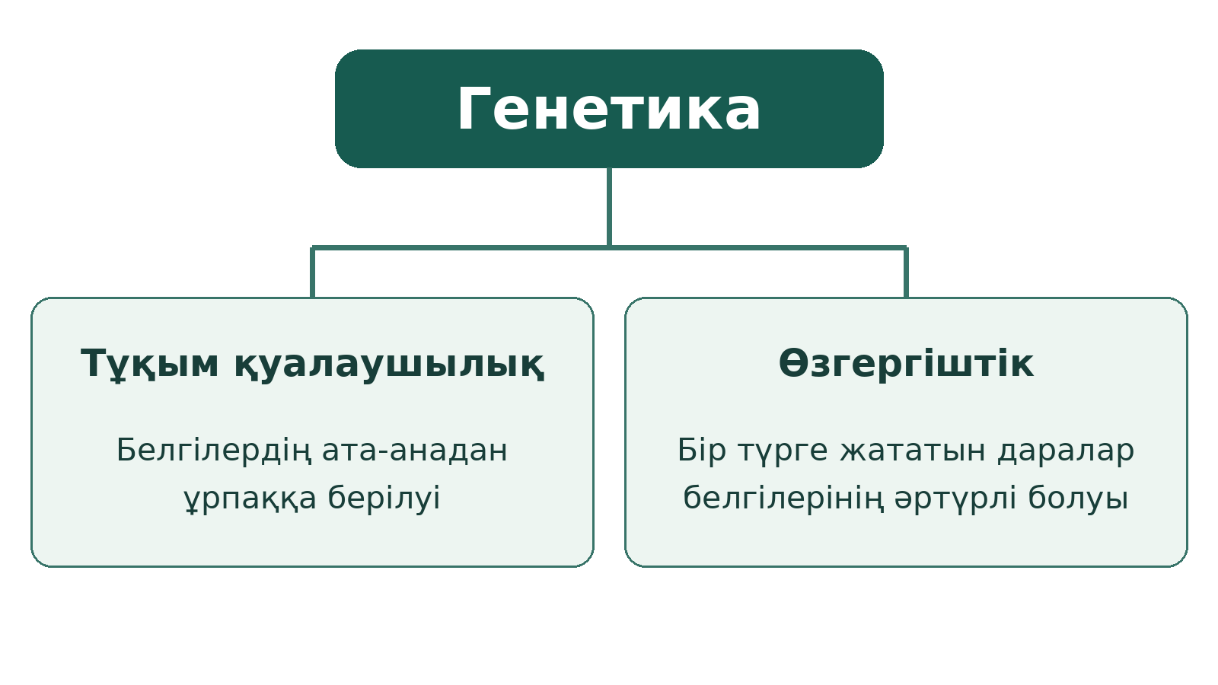 Генетика
Тұқым қуалаушылық
Белгілердің ата-анадан
ұрпаққа берілуі
Өзгергіштік
Бір түрге жататын даралар
белгілерінің әртүрлі болуы